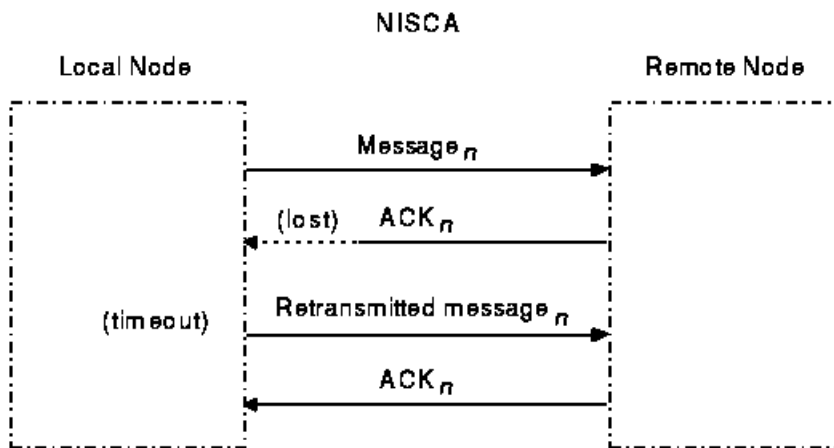 NISCA
Local Node
Remote Node
Message n
(lost)
ACK n
(timeout)
Retransmitted message n
ACK n